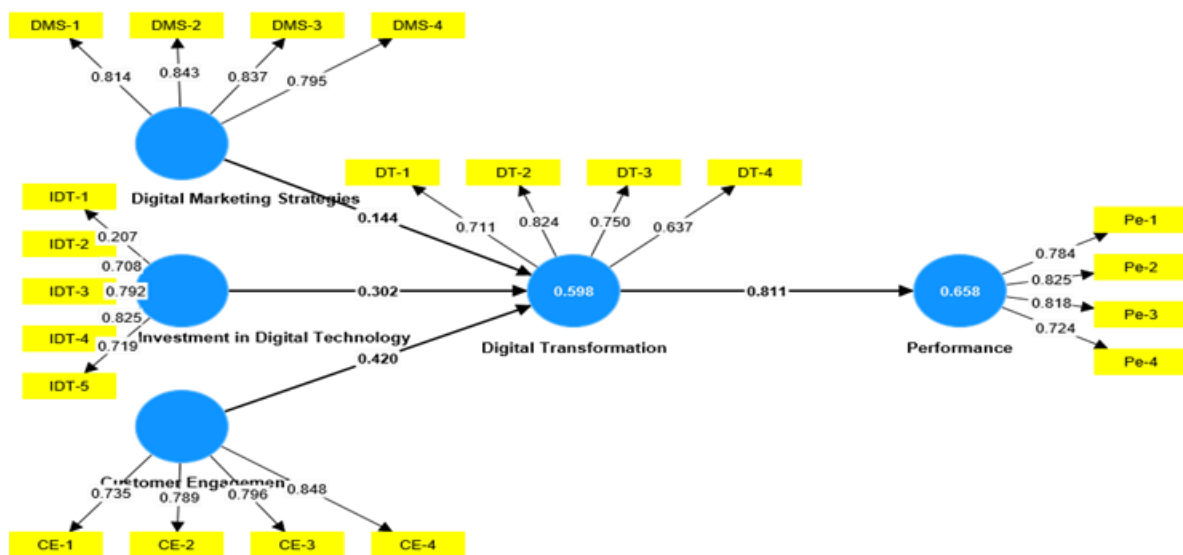 DMS-1 DMS-2 DMS-3 DMS-4
0.814 0.843 0.837 0.795
Digital Marketing Strategies
0.144
DT-1 DT-2 DT-3 DT-4
0.711 0.824 0.750 0.637
IDT-1
0.207
IDT-2
0.708
IDT-3
0.792
0.825
IDT-4
0.719
IDT-5
Investment in Digital Technology
0.302
0.420
0.598
Digital Transformation
0.811
0.658
Performance
Pe-1
0.784
Pe-2
0.825
0.818
Pe-3
0.724
Pe-4
Customer Engagemen
0.735 0.789 0.796 0.848
CE-1 CE-2 CE-3 CE-4